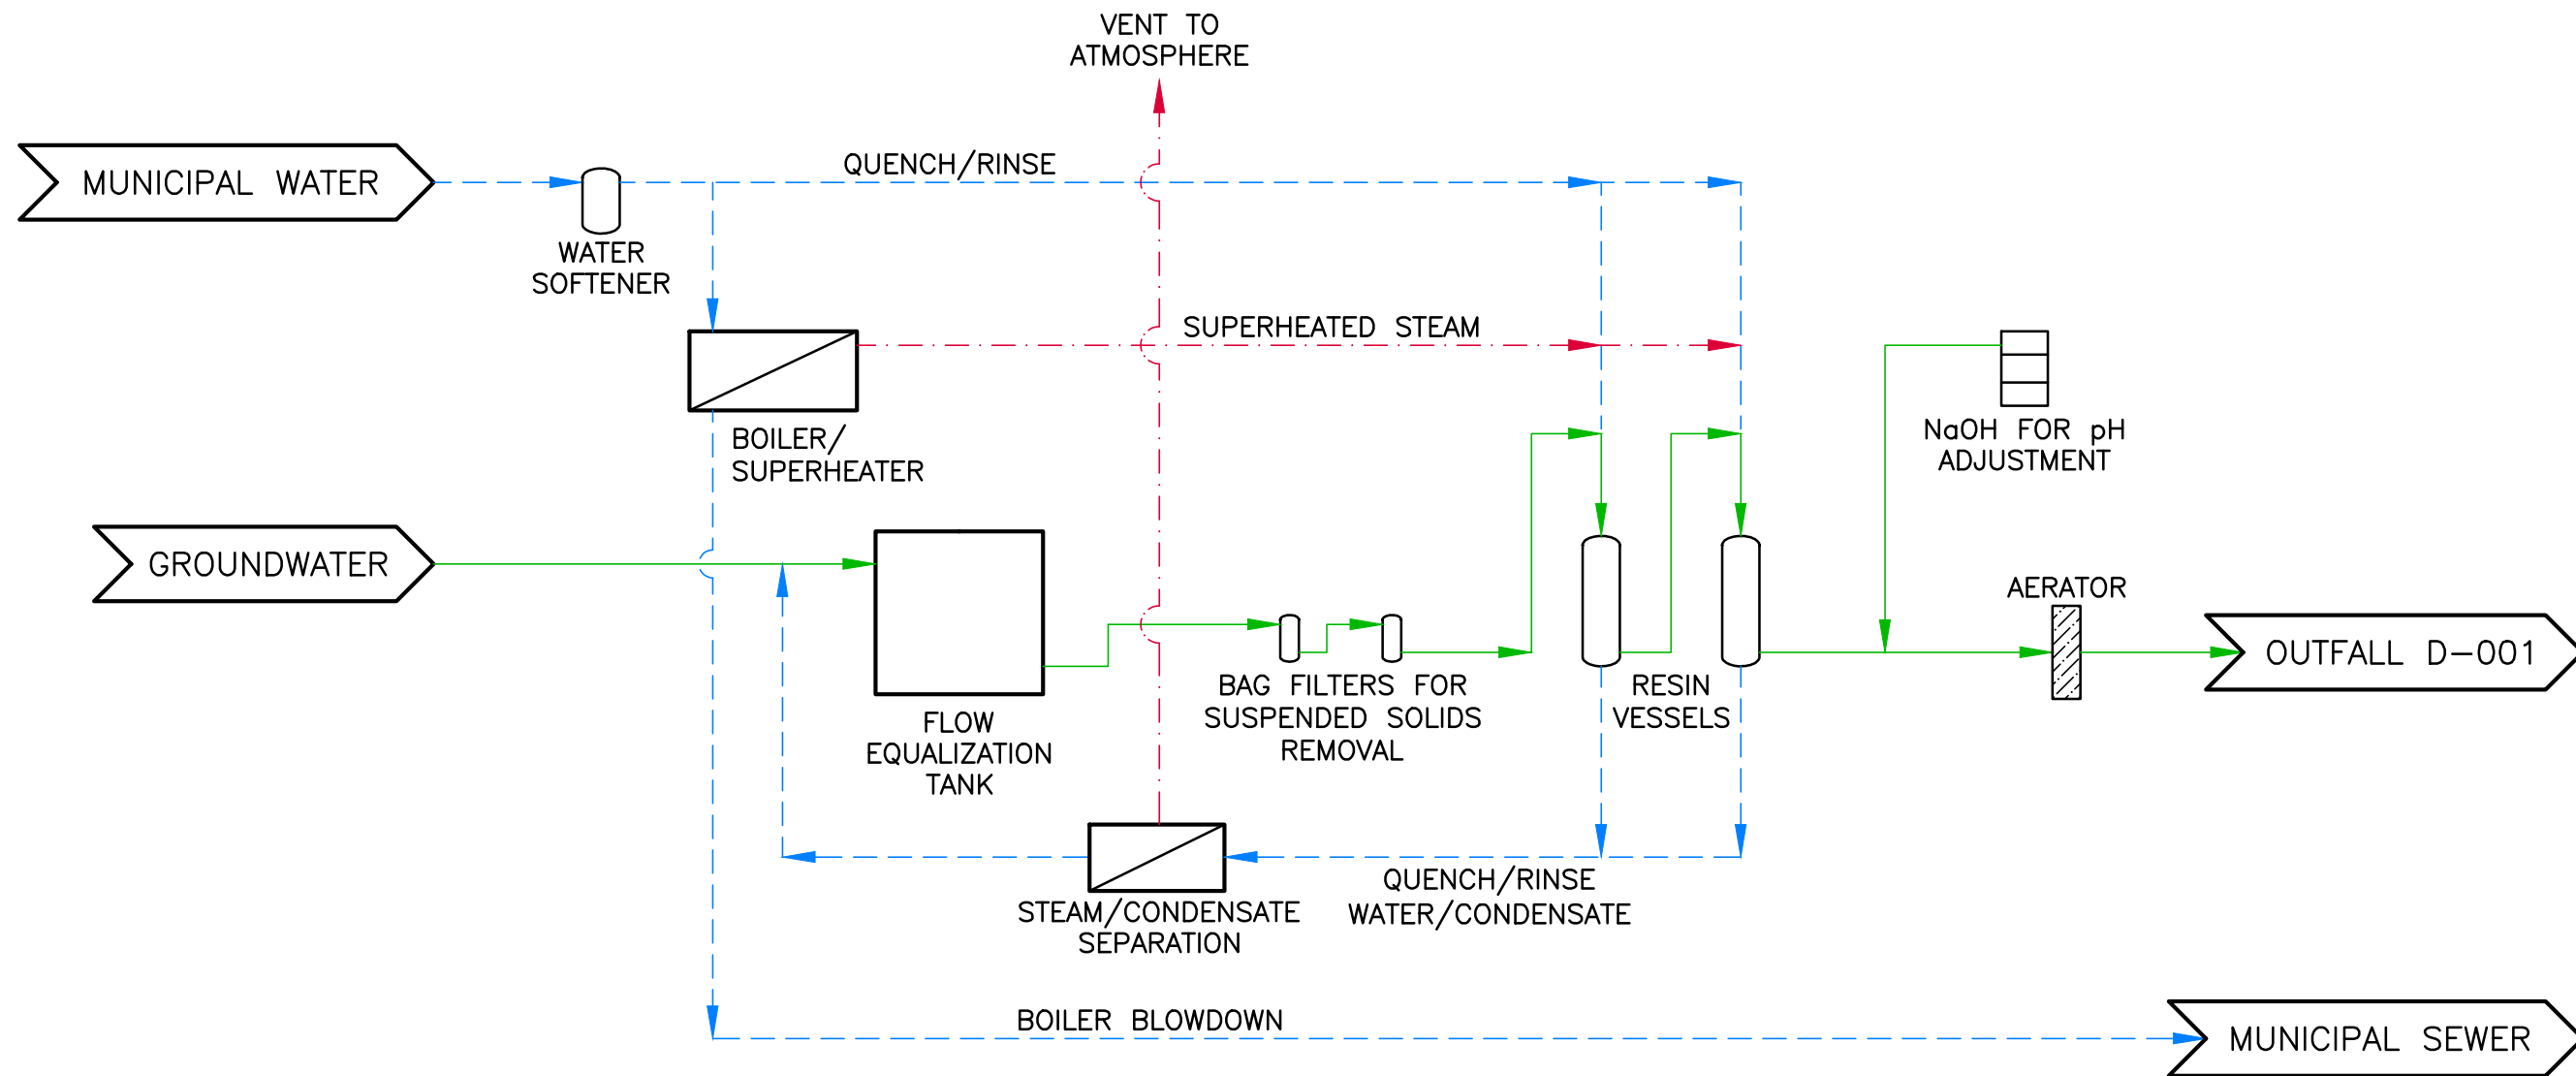 VENT TO
ATMOSPHERE
MUNICIPAL WATER
QUENCH/RINSE
WATER
SOFTENER
SUPERHEATED STEAM
BOILER/
SUPERHEATER
NaOH FOR pH
ADJUSTMENT
GROUNDWATER
AERATOR
OUTFALL D-001
BAG FILTERS FOR
SUSPENDED SOLIDS
REMOVAL
RESIN
VESSELS
FLOW
EQUALIZATION
TANK
QUENCH/RINSE
WATER/CONDENSATE
STEAM/CONDENSATE
SEPARATION
BOILER BLOWDOWN
MUNICIPAL SEWER